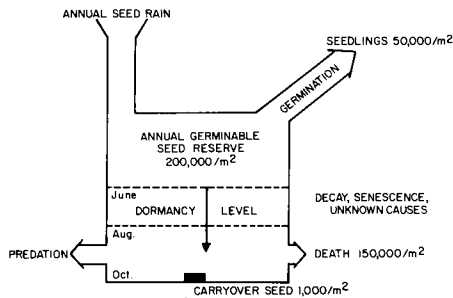 ANNUAL SEED RAIN
SEEDLINGS 50,000/m²
GERMINATION
ANNUAL GERMINABLE
SEED RESERVE
200,000/m²
June
DORMANCY LEVEL
DECAY, SENESCENCE,
UNKNOWN CAUSES
Aug.
PREDATION
DEATH 150,000/m²
Oct.
CARRYOVER SEED 1,000/m²